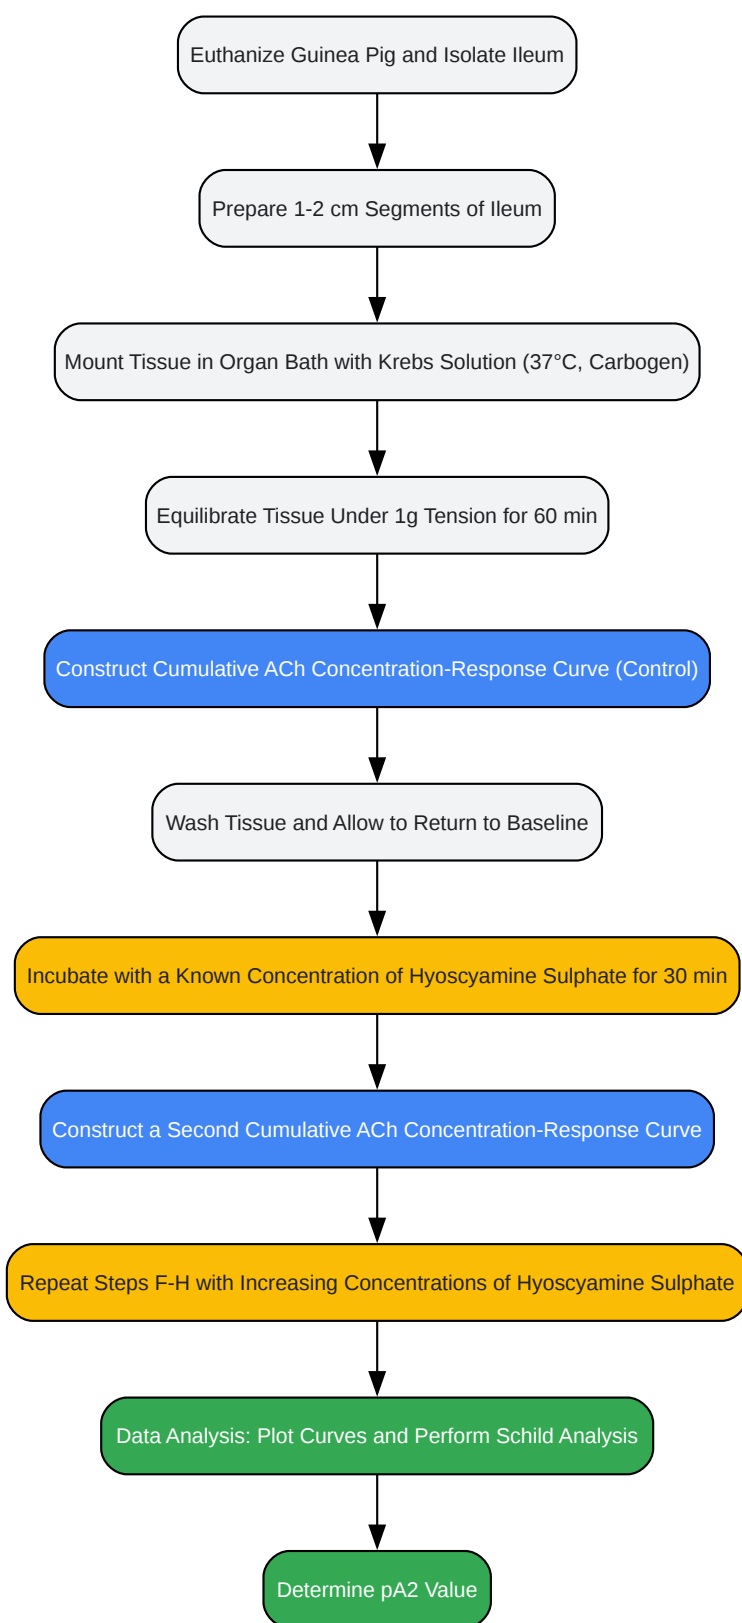 Euthanize Guinea Pig and Isolate Ileum
Prepare 1-2 cm Segments of Ileum
Mount Tissue in Organ Bath with Krebs Solution (37°C, Carbogen)
Equilibrate Tissue Under 1g Tension for 60 min
Construct Cumulative ACh Concentration-Response Curve (Control)
Wash Tissue and Allow to Return to Baseline
Incubate with a Known Concentration of Hyoscyamine Sulphate for 30 min
Construct a Second Cumulative ACh Concentration-Response Curve
Repeat Steps F-H with Increasing Concentrations of Hyoscyamine Sulphate
Data Analysis: Plot Curves and Perform Schild Analysis
Determine pA2 Value